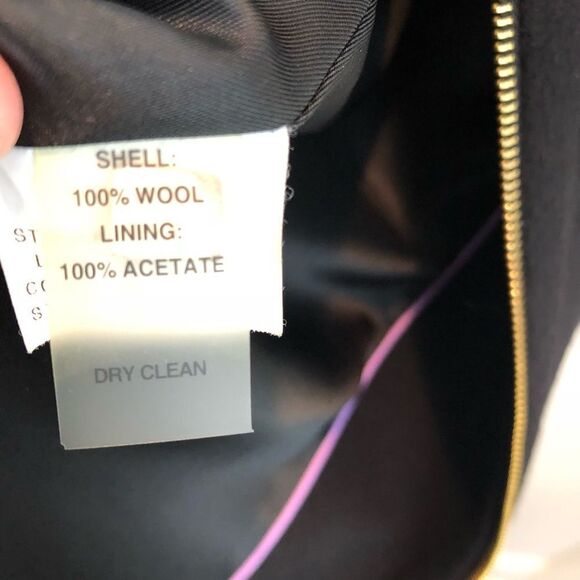 SHELL:
100% WOOL
LINING:
100% ACETATE
DRY CLEAN